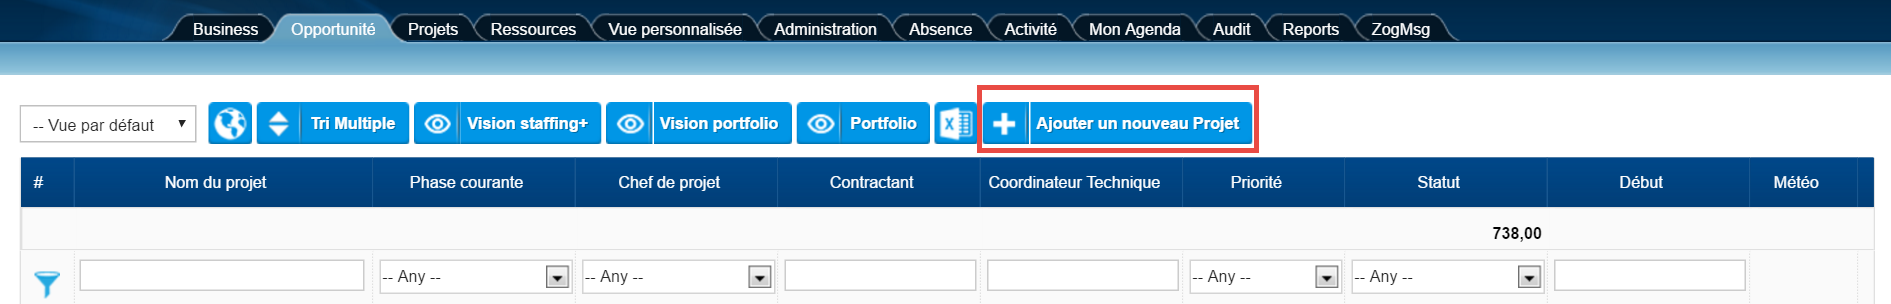 Business Opportunité Projets Ressources Vue personnalisée Administration Absence Activité Mon Agenda Audit Reports ZogMsg
-- Vue par défaut Tri Multiple Vision staffing+ Vision portfolio Portfolio X Ajouter un nouveau Projet
# Nom du projet Phase courante Chef de projet Contractant Coordinateur Technique Priorité Statut Début Météo
738,00
-- Any -- -- Any -- -- Any -- -- Any --